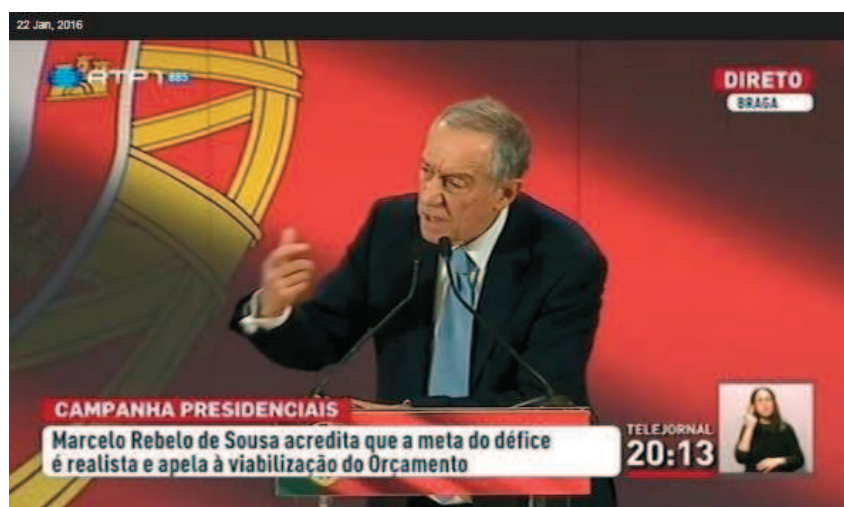 22 Jan, 2016
RTP1 885
DIRETO
BRAGA
CAMPANHA PRESIDENCIAIS
Marcelo Rebelo de Sousa acredita que a meta do défice
é realista e apela à viabilização do Orçamento
TELEJORNAL
20:13